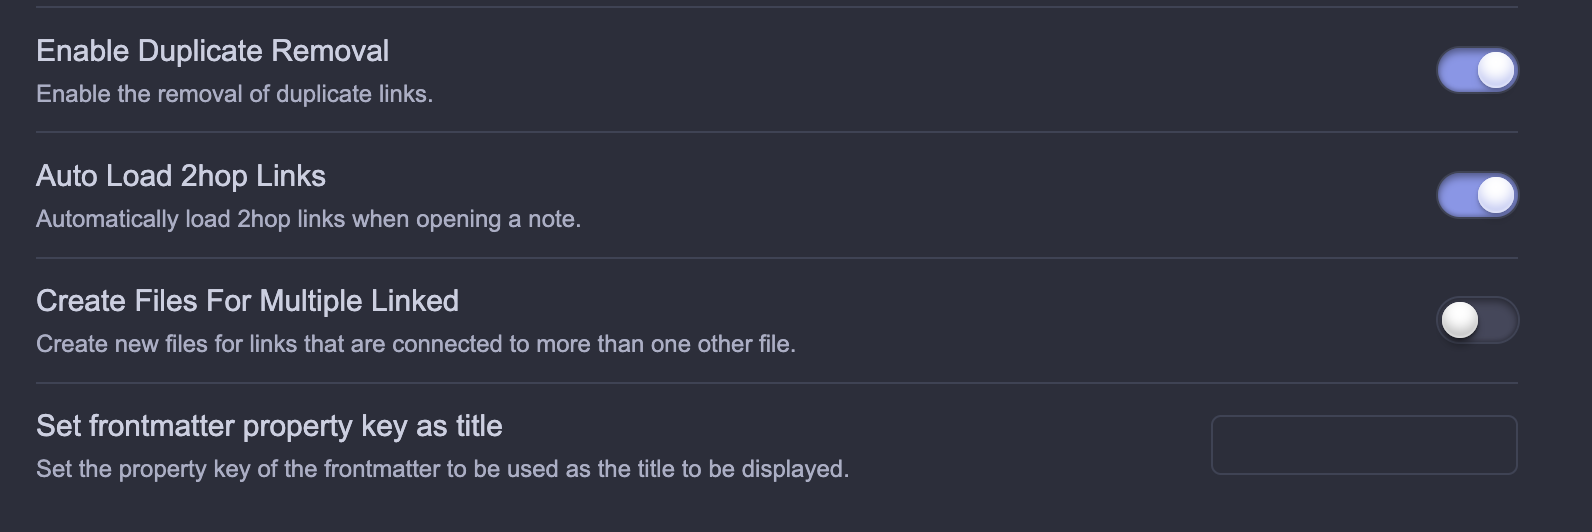 Enable Duplicate Removal
Enable the removal of duplicate links.
Auto Load 2hop Links
Automatically load 2hop links when opening a note.
Create Files For Multiple Linked
Create new files for links that are connected to more than one other file.
Set frontmatter property key as title
Set the property key of the frontmatter to be used as the title to be displayed.